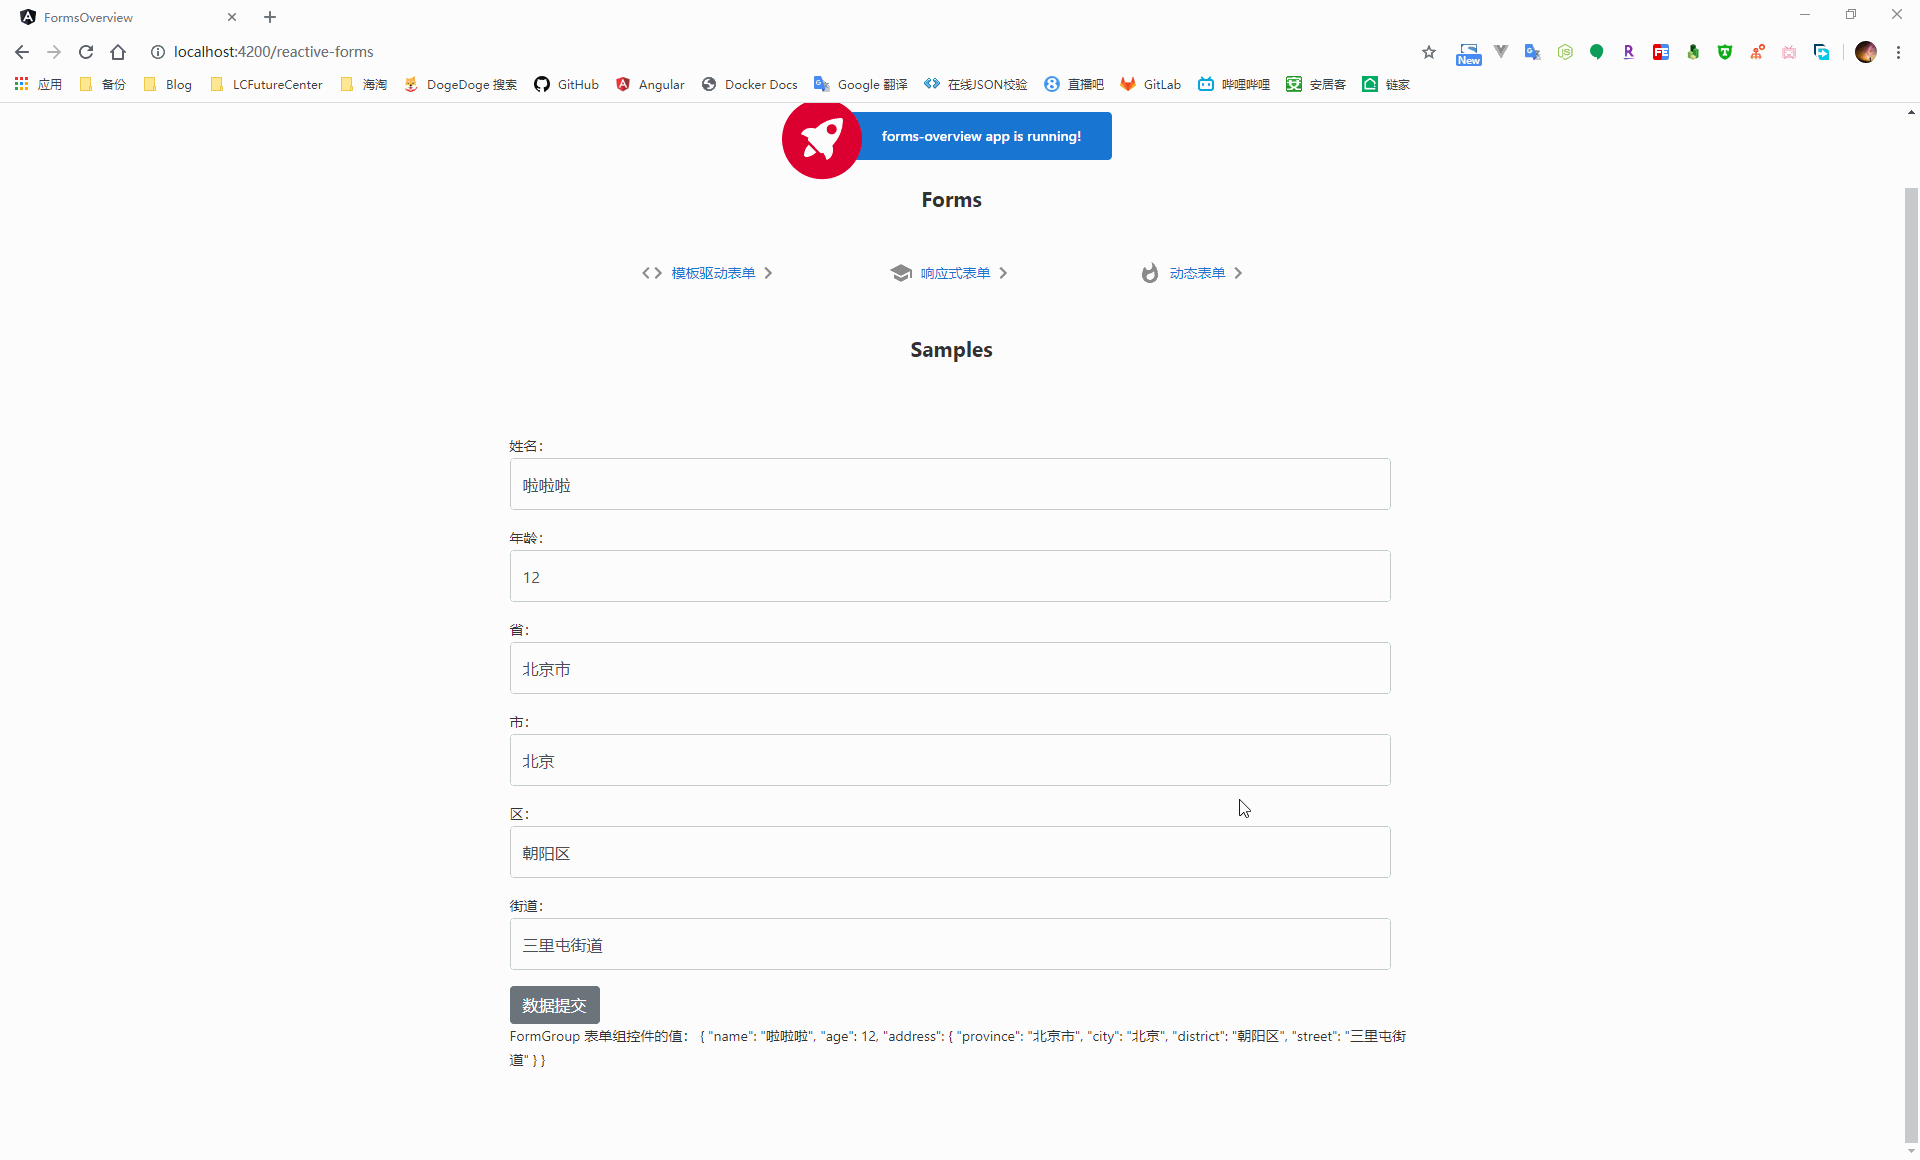 FormsOverview
localhost:4200/reactive-forms
New
应用 备份 Blog LCFutureCenter 海淘 DogeDoge 搜索 GitHub Angular Docker Docs Google 翻译 在线JSON校验 直播吧 GitLab 哔哩哔哩 安居客 链家
forms-overview app is running!
Forms
模板驱动表单 响应式表单 动态表单
Samples
姓名：
啦啦啦
年龄：
12
省：
北京市
市：
北京
区：
朝阳区
街道：
三里屯街道
数据提交
FormGroup 表单组控件的值： { "name": "啦啦啦", "age": 12, "address": { "province": "北京市", "city": "北京", "district": "朝阳区", "street": "三里屯街
道" } }